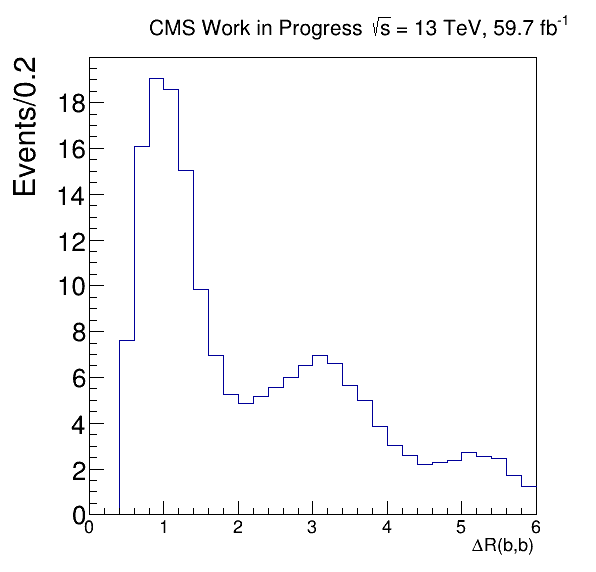 CMS Work in Progress √s = 13 TeV, 59.7 fb⁻¹
Events/0.2
18
16
14
12
10
8
6
4
2
0
0 1 2 3 4 5 6
ΔR(b,b)